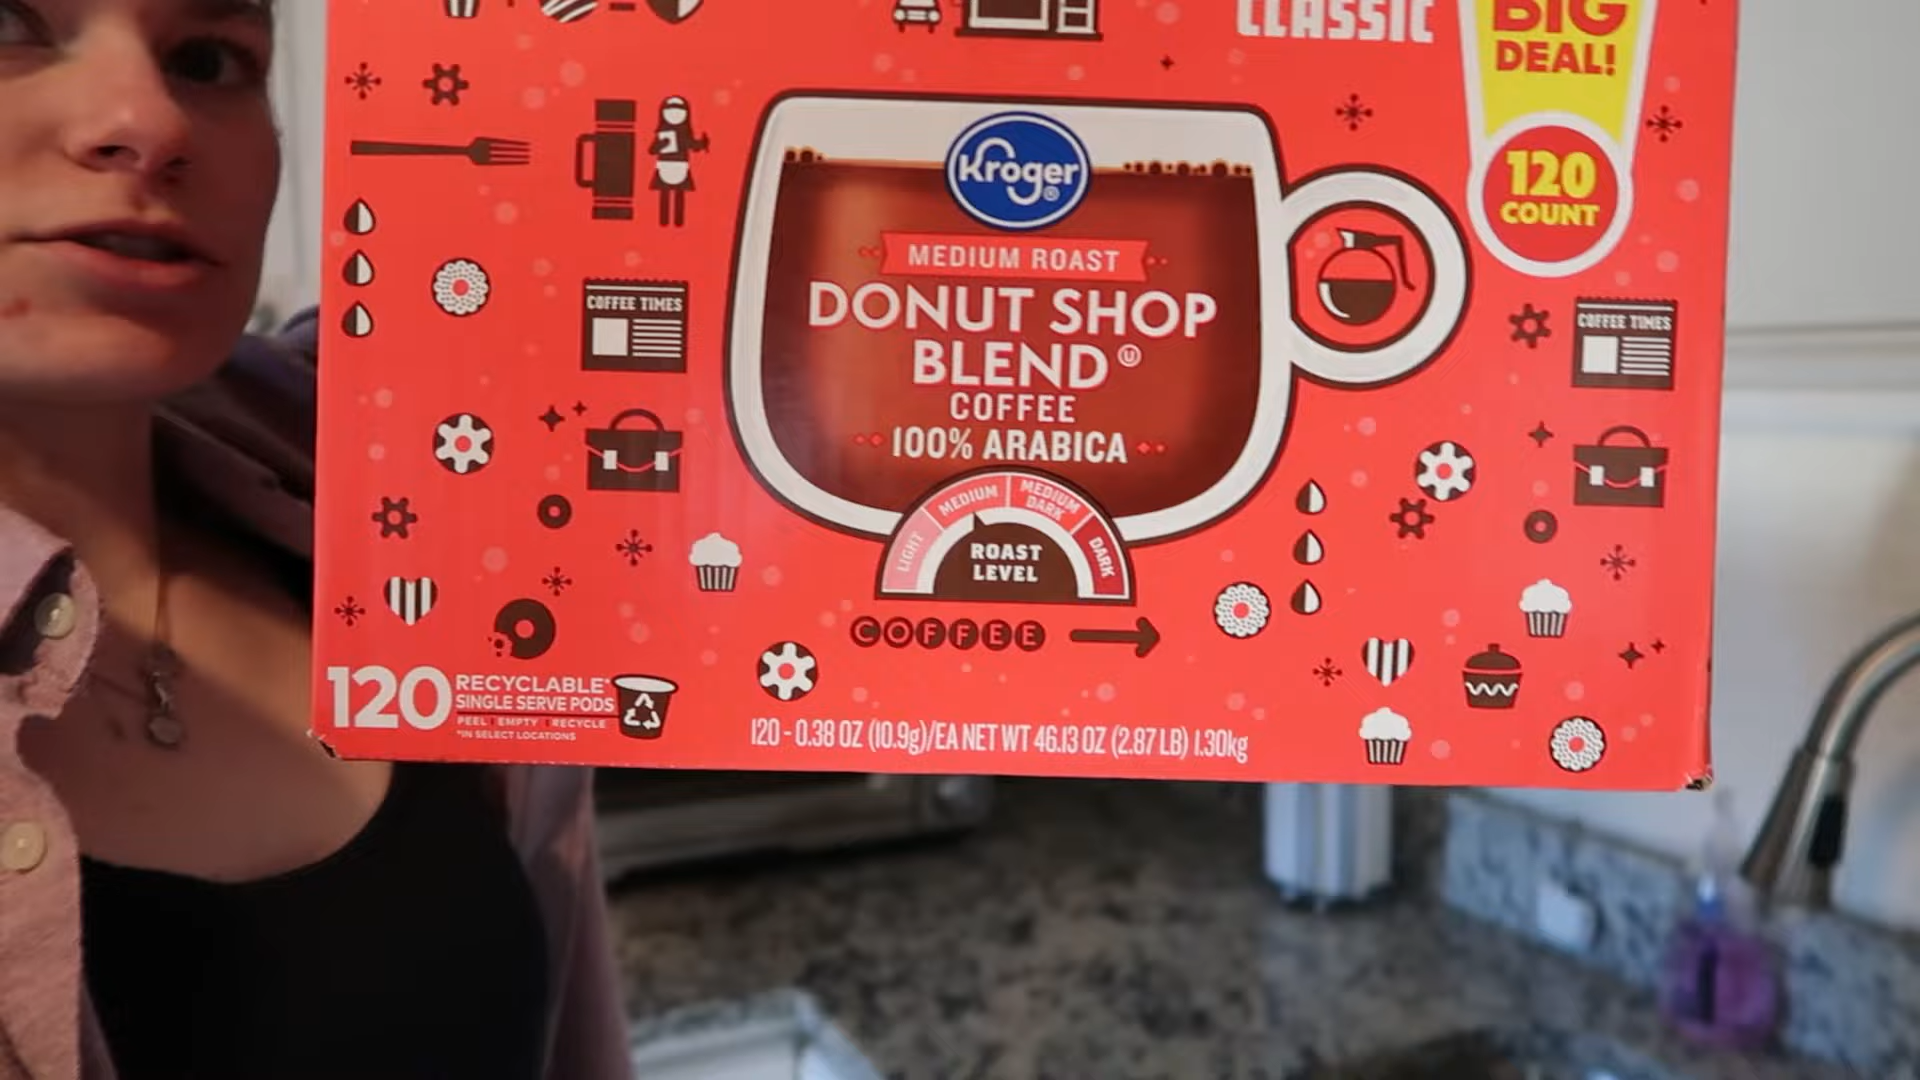 CLASSIC
BIG
DEAL!
120
COUNT
Kroger®
MEDIUM ROAST
DONUT SHOP
BLEND Ⓤ
COFFEE
100% ARABICA
COFFEE TIMES
COFFEE TIMES
LIGHT
MEDIUM
MEDIUM
DARK
DARK
ROAST
LEVEL
COFFEE
120
RECYCLABLE*
SINGLE SERVE PODS
PEEL EMPTY RECYCLE
*IN SELECT LOCATIONS
120 - 0.38 OZ (10.9g)/EA NET WT 46.13 OZ (2.87 LB) 1.30kg